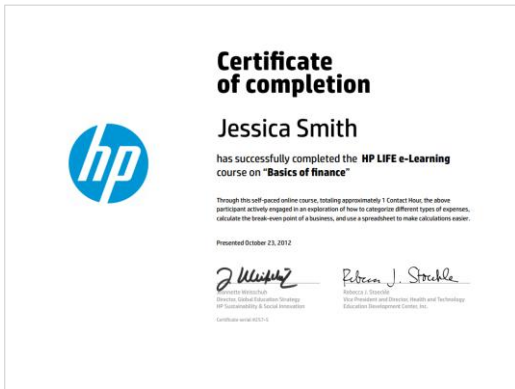 Certificate
of completion
Jessica Smith
hp
has successfully completed the HP LIFE e-Learning
course on "Basics of finance"
Through this self-paced online course, totaling approximately 1 Contact Hour, the above
participant actively engaged in an exploration of how to categorize different types of expenses,
calculate the break-even point of a business, and use a spreadsheet to make calculations easier.
Presented October 23, 2012
Rebecca J. Stoeckle
Jeannette Weisschuh
Director, Global Education Strategy
HP Sustainability & Social Innovation
Rebecca J. Stoeckle
Vice President and Director, Health and Technology
Education Development Center, Inc.
Certificate serial